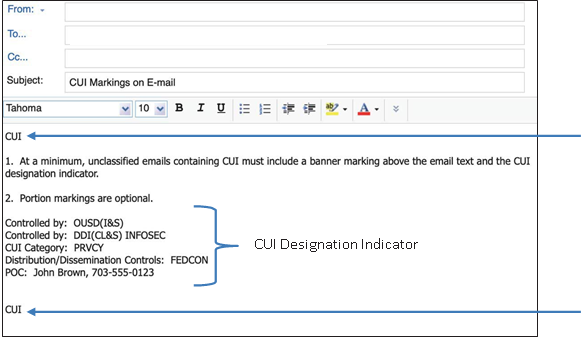 From:
To...
Cc...
Subject: CUI Markings on E-mail
Tahoma 10 B I U ab A
CUI
1. At a minimum, unclassified emails containing CUI must include a banner marking above the email text and the CUI
designation indicator.
2. Portion markings are optional.
Controlled by: OUSD(I&S)
Controlled by: DDI(CL&S) INFOSEC
CUI Category: PRVCY
Distribution/Dissemination Controls: FEDCON
POC: John Brown, 703-555-0123
CUI Designation Indicator
CUI